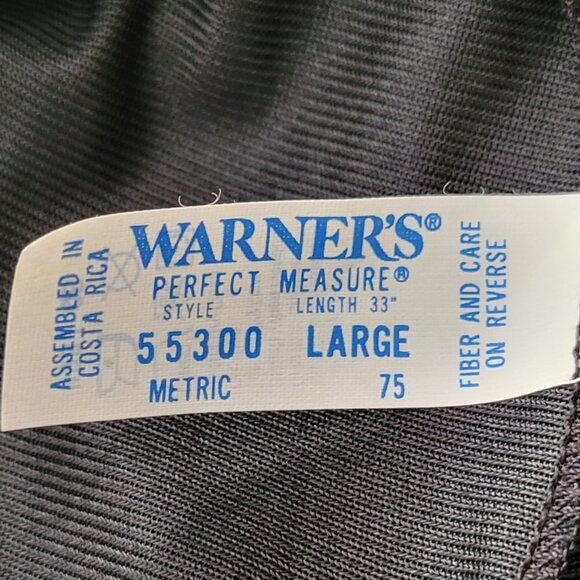 ASSEMBLED IN
COSTA RICA
WARNER'S®
PERFECT MEASURE®
STYLE LENGTH 33"
55300 LARGE
METRIC 75
FIBER AND CARE
ON REVERSE